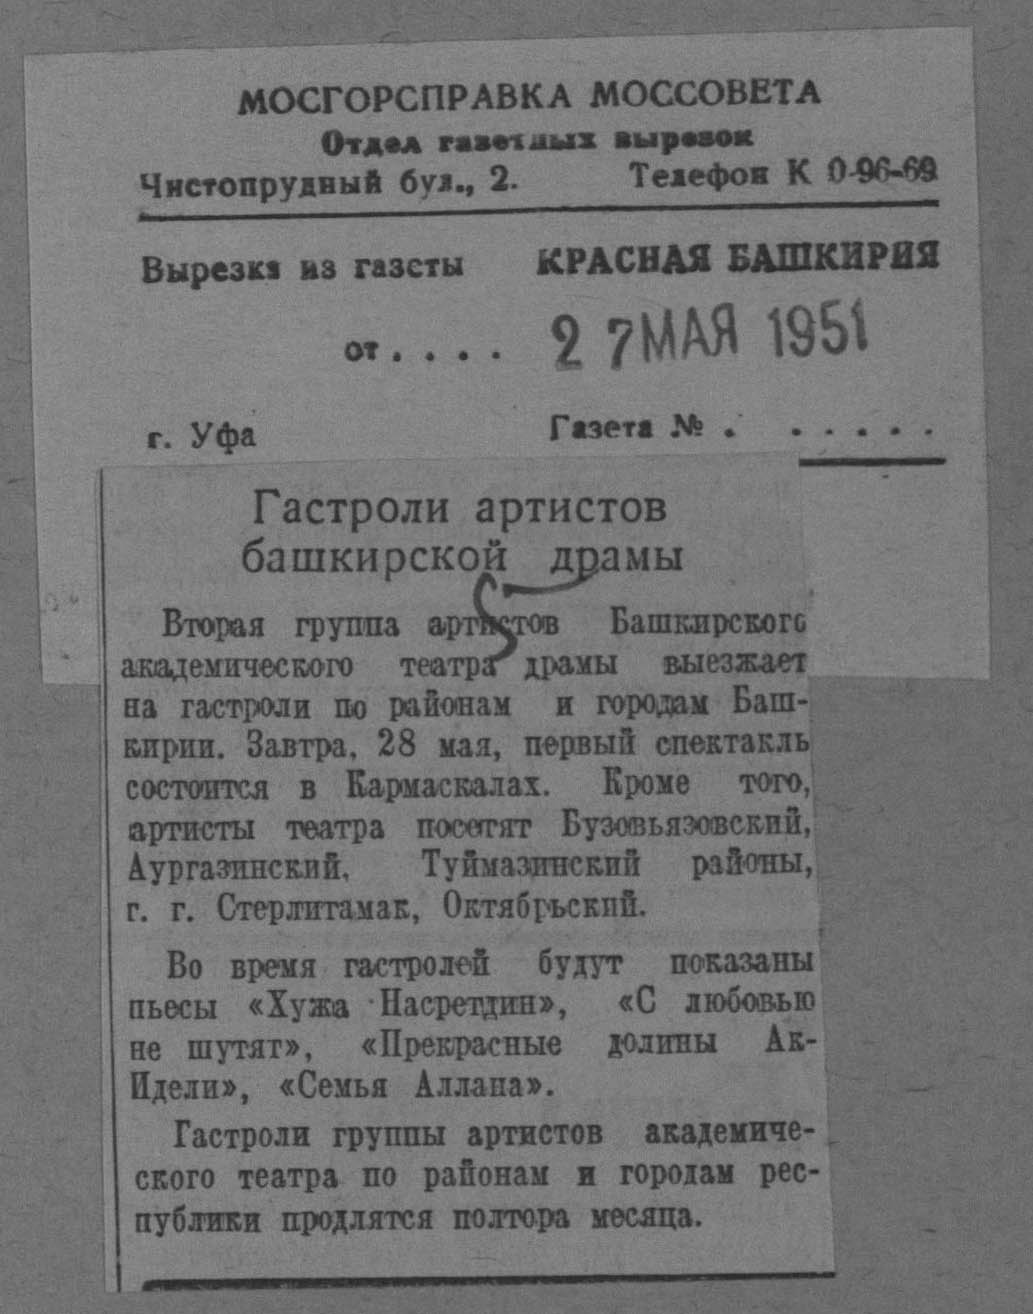 МОСГОРСПРАВКА МОССОВЕТА
Отдел газетных вырезок
Чистопрудный бул., 2. Телефон К 0-96-69
Вырезка из газеты КРАСНАЯ БАШКИРИЯ
от . . . . 27 МАЯ 1951
г. Уфа Газета № . . . . . .
Гастроли артистов
башкирской драмы
Вторая группа артистов Башкирского
академического театра драмы выезжает
на гастроли по районам и городам Баш-
кирии. Завтра, 28 мая, первый спектакль
состоится в Кармаскалах. Кроме того,
артисты театра посетят Бузовьязовский,
Аургазинский, Туймазинский районы,
г. г. Стерлитамак, Октябрьский.
Во время гастролей будут показаны
пьесы «Хужа Насретдин», «С любовью
не шутят», «Прекрасные долины Ак-
Идели», «Семья Аллана».
Гастроли группы артистов академиче-
ского театра по районам и городам рес-
публики продлятся полтора месяца.